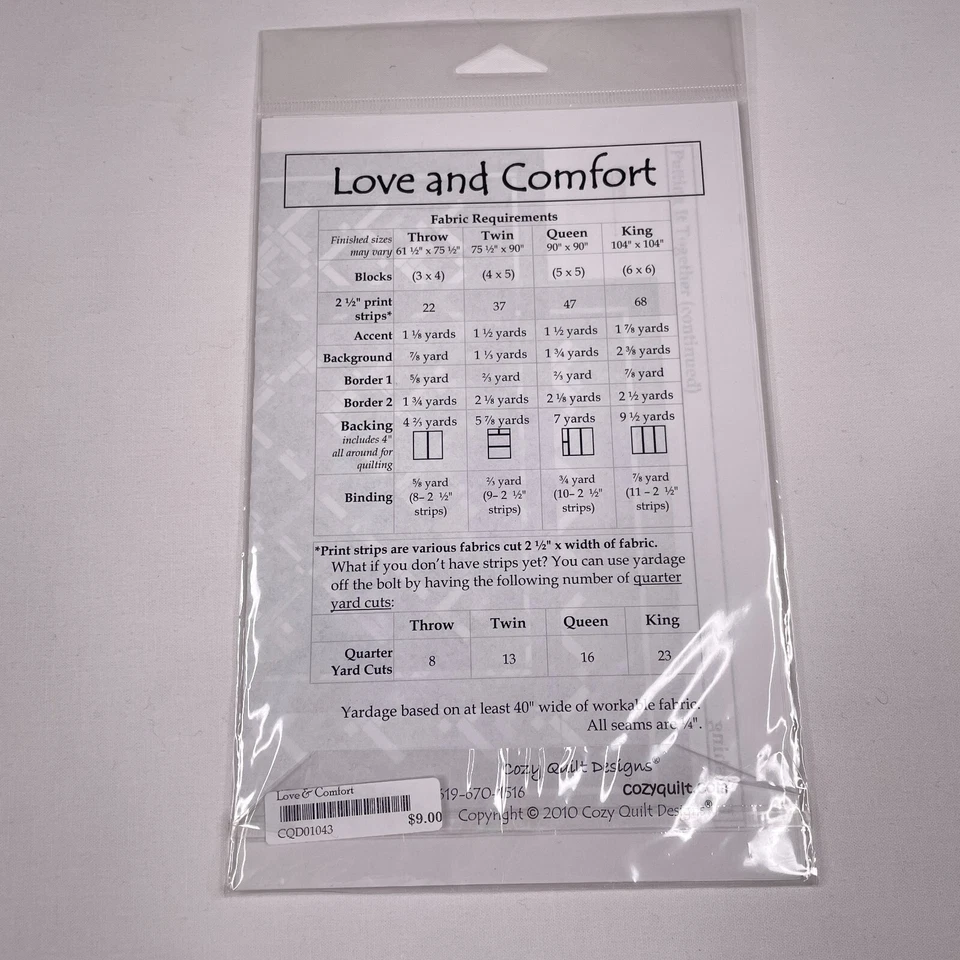 Love and Comfort
Fabric Requirements
Finished sizes may vary Throw 61 ½" x 75 ½" Twin 75 ½" x 90" Queen 90" x 90" King 104" x 104"
Blocks (3 x 4) (4 x 5) (5 x 5) (6 x 6)
2 ½" print strips* 22 37 47 68
Accent 1 ⅛ yards 1 ½ yards 1 ½ yards 1 ⅞ yards
Background ⅞ yard 1 ⅓ yards 1 ¾ yards 2 ⅜ yards
Border 1 ⅝ yard ⅔ yard ⅔ yard ⅞ yard
Border 2 1 ¾ yards 2 ⅛ yards 2 ⅛ yards 2 ½ yards
Backing 4 ⅔ yards 5 ⅞ yards 7 yards 9 ½ yards
includes 4"
all around for
quilting
Binding ⅝ yard (8– 2 ½" strips) ⅔ yard (9– 2 ½" strips) ¾ yard (10– 2 ½" strips) ⅞ yard (11 – 2 ½" strips)
*Print strips are various fabrics cut 2 ½" x width of fabric.
What if you don't have strips yet? You can use yardage
off the bolt by having the following number of quarter
yard cuts:
Throw Twin Queen King
Quarter Yard Cuts 8 13 16 23
Yardage based on at least 40" wide of workable fabric.
All seams are ¼".
Cozy Quilt Designs®
cozyquilt.com
Copyright © 2010 Cozy Quilt Designs®
Love & Comfort
$9.00
CQD01043